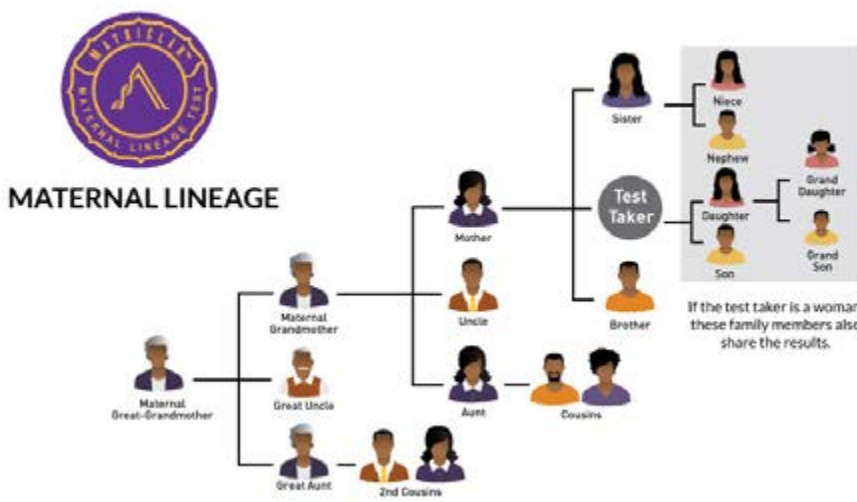 MATRICLAN™
MATERNAL LINEAGE TEST
MATERNAL LINEAGE
Sister
Niece
Nephew
Test
Taker
Daughter
Son
Grand
Daughter
Grand
Son
Mother
Maternal
Grandmother
Uncle
Brother
If the test taker is a woman
these family members also
share the results.
Maternal
Great-Grandmother
Great Uncle
Aunt
Cousins
Great Aunt
2nd Cousins